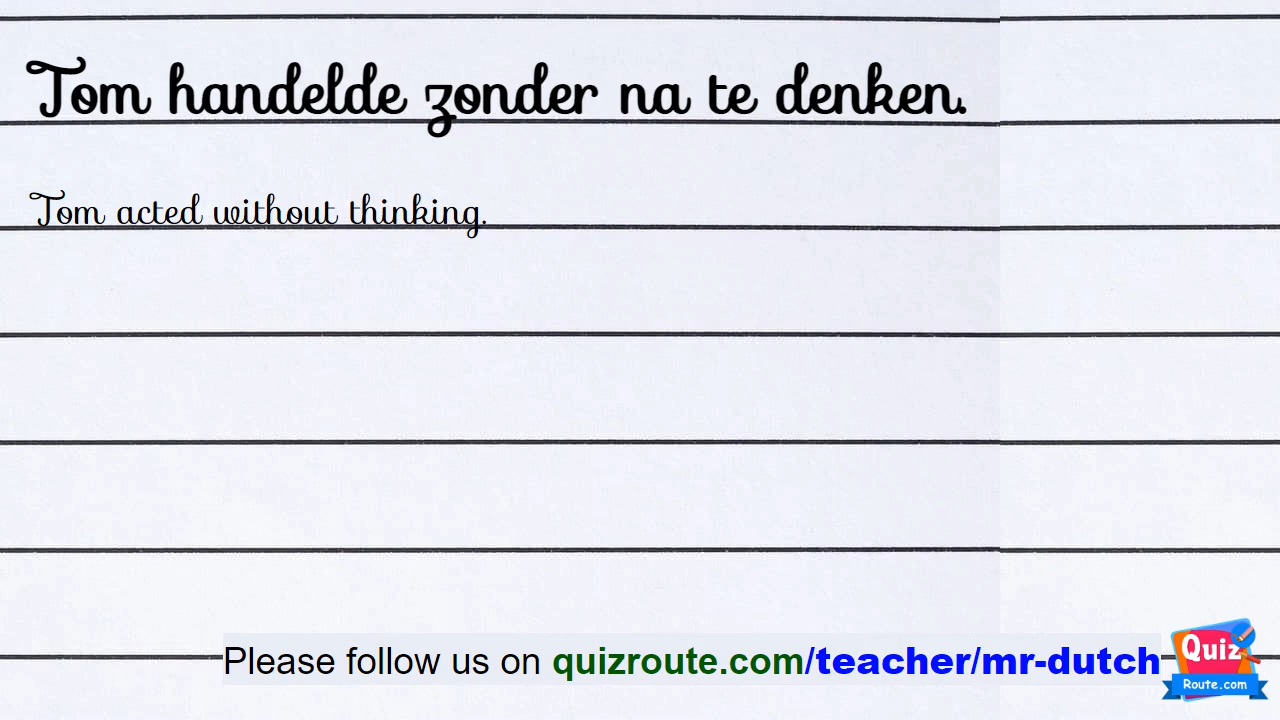 Tom handelde zonder na te denken.
Tom acted without thinking.
Please follow us on quizroute.com/teacher/mr-dutch
Quiz
Route.com